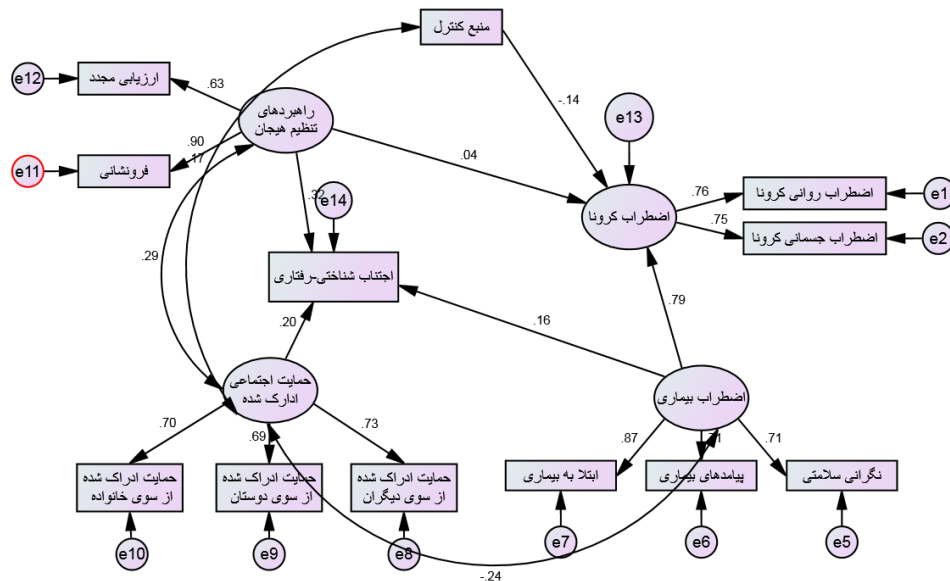 منبع کنترل
e12
ارزیابی مجدد
.63
راهبردهای
تنظیم هیجان
-.14
e13
.90
.17
e11
فرونشانی
.04
.32
e14
اضطراب کرونا
.76
اضطراب روانی کرونا
e1
.75
اضطراب جسمانی کرونا
e2
.29
اجتناب شناختی-رفتاری
.79
.20
.16
حمایت اجتماعی
ادارک شده
اضطراب بیماری
.70
.69
.73
.87
.71
حمایت ادراک شده
از سوی خانواده
حمایت ادراک شده
از سوی دوستان
حمایت ادراک شده
از سوی دیگران
ابتلا به بیماری
پیامدهای بیماری
نگرانی سلامتی
e10
e9
e8
e7
e6
e5
-.24